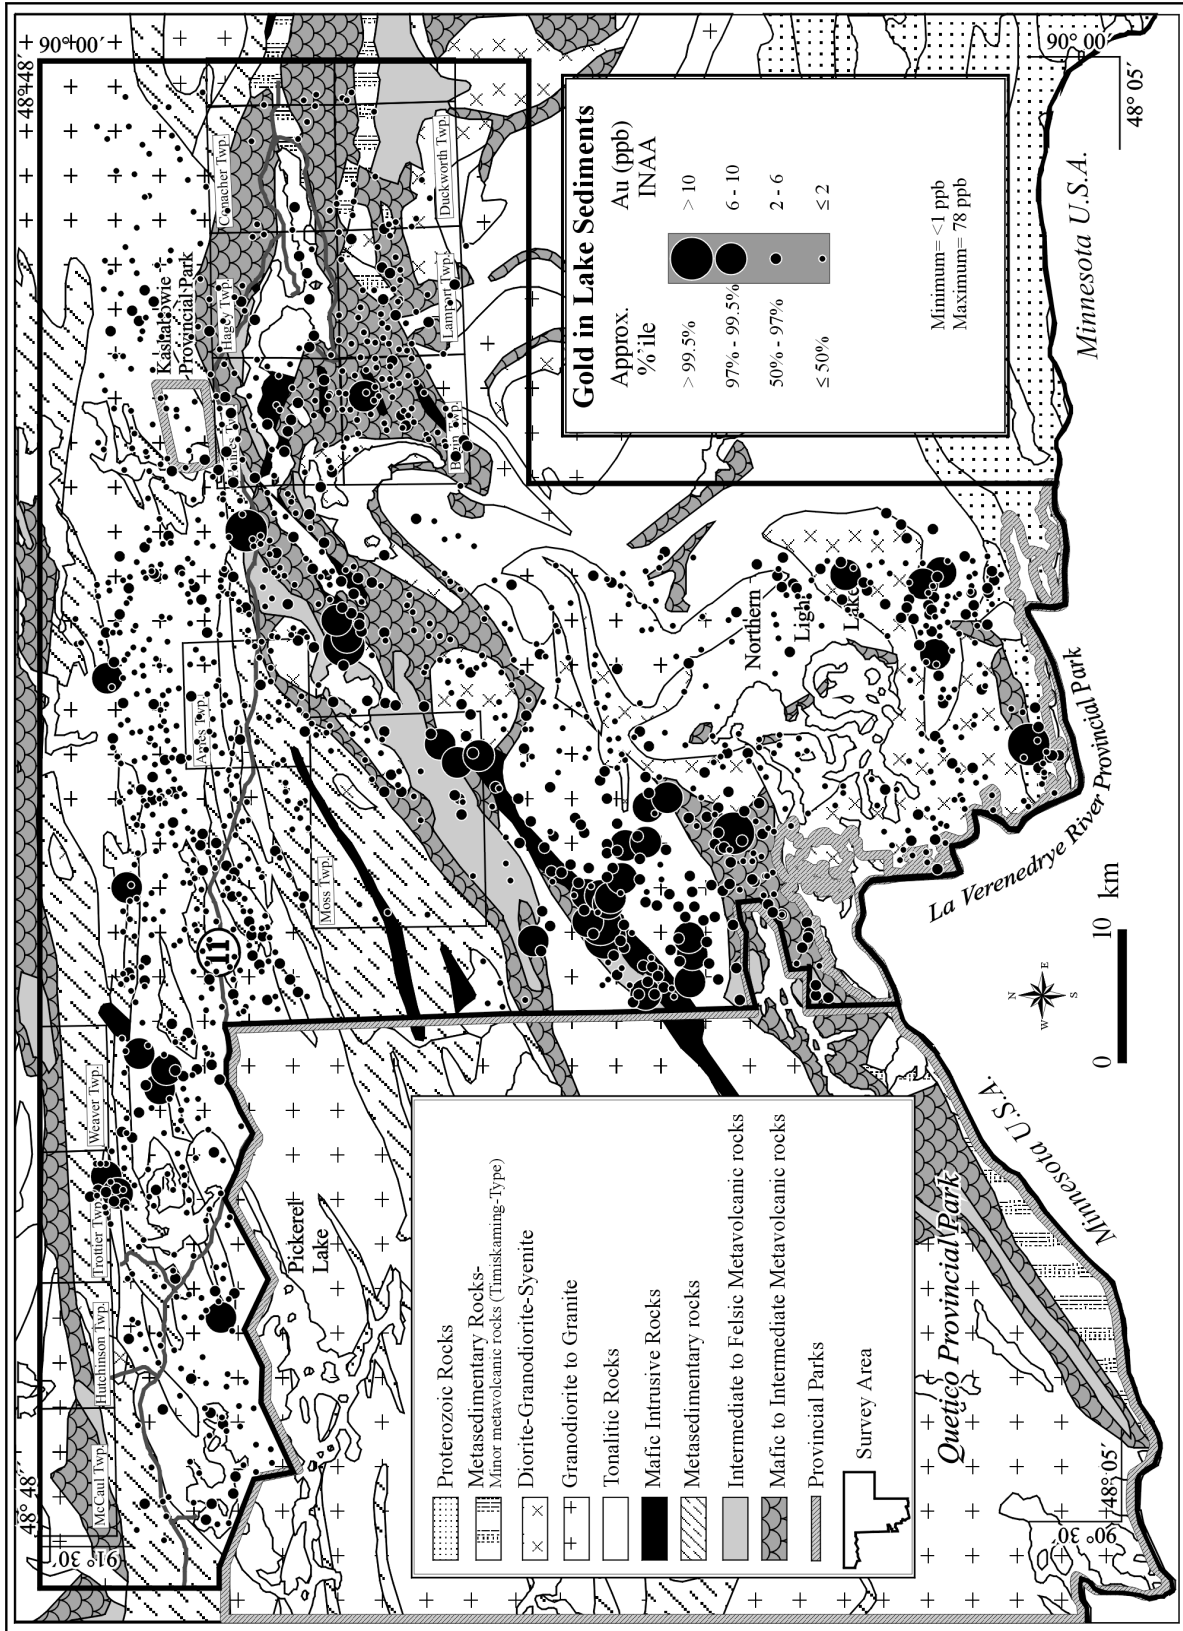 48° 48´
91° 30´
48°48´
90°00´
McCaul Twp.
Hutchinson Twp.
Trottier Twp.
Weaver Twp.
11
Moss Twp.
Ames Twp.
Kashabowie
Provincial Park
Hagey Twp.
Conacher Twp.
Lamport Twp.
Duckworth Twp.
Pickerel
Lake
Northern
Light
Lake
Quetico Provincial Park
La Verenedrye River Provincial Park
Minnesota U.S.A.
Minnesota U.S.A.
90° 00´
48° 05´
48° 05´
90° 30´
Proterozoic Rocks
Metasedimentary Rocks-
Minor metavolcanic rocks (Timiskaming-Type)
Diorite-Granodiorite-Syenite
Granodiorite to Granite
Tonalitic Rocks
Mafic Intrusive Rocks
Metasedimentary rocks
Intermediate to Felsic Metavolcanic rocks
Mafic to Intermediate Metavolcanic rocks
Provincial Parks
Survey Area
N
E
S
W
0 10 km
Gold in Lake Sediments
Approx. Au (ppb)
%'ile INAA
> 99.5% > 10
97% - 99.5% 6 - 10
50% - 97% 2 - 6
≤ 50% ≤ 2
Minimum= <1 ppb
Maximum= 78 ppb